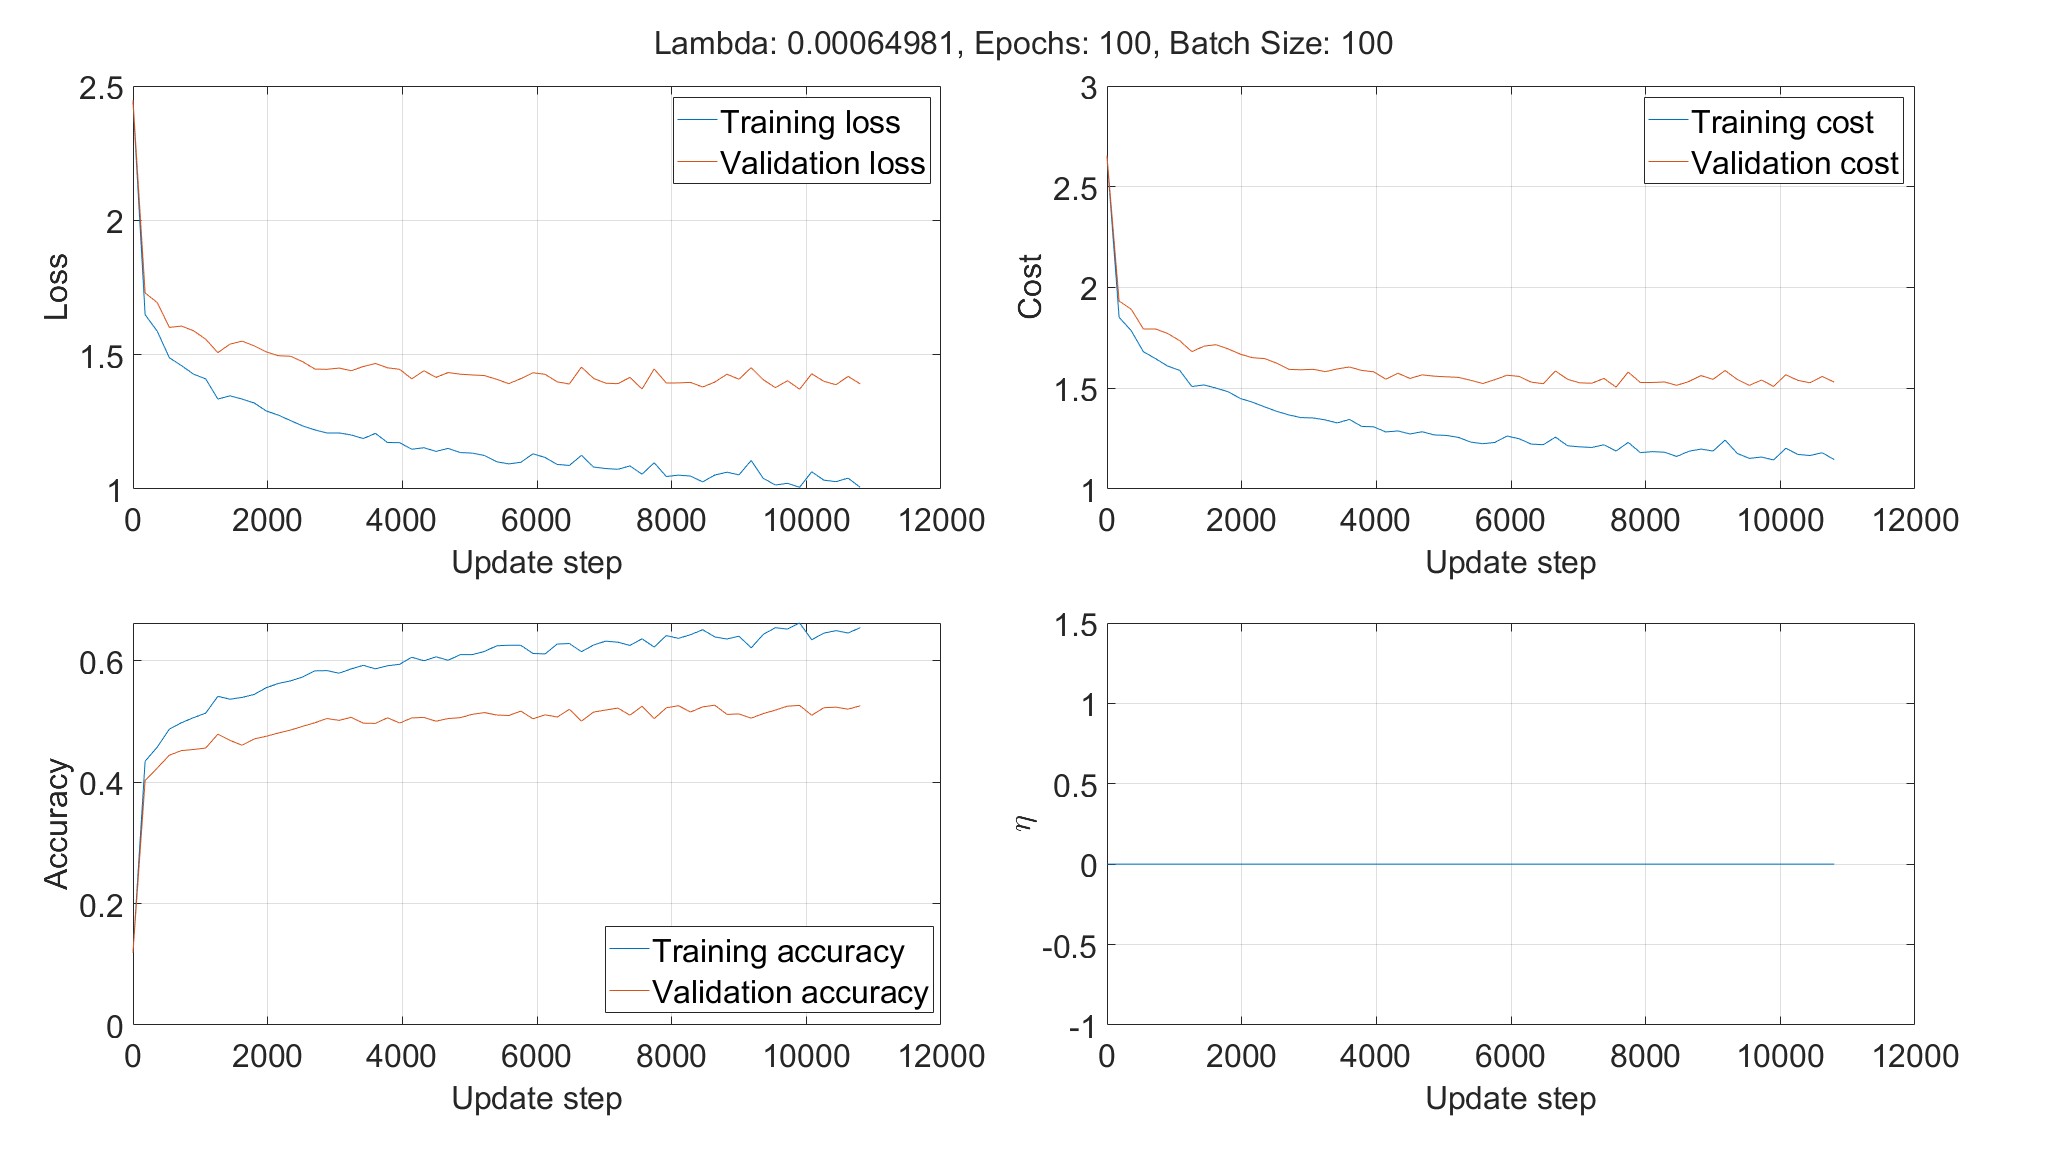 Lambda: 0.00064981, Epochs: 100, Batch Size: 100
2.5
2
1.5
1
Loss
Training loss
Validation loss
0 2000 4000 6000 8000 10000 12000
Update step
3
2.5
2
1.5
1
Cost
Training cost
Validation cost
0 2000 4000 6000 8000 10000 12000
Update step
0.6
0.4
0.2
0
Accuracy
Training accuracy
Validation accuracy
0 2000 4000 6000 8000 10000 12000
Update step
1.5
1
0.5
0
-0.5
-1
η
0 2000 4000 6000 8000 10000 12000
Update step